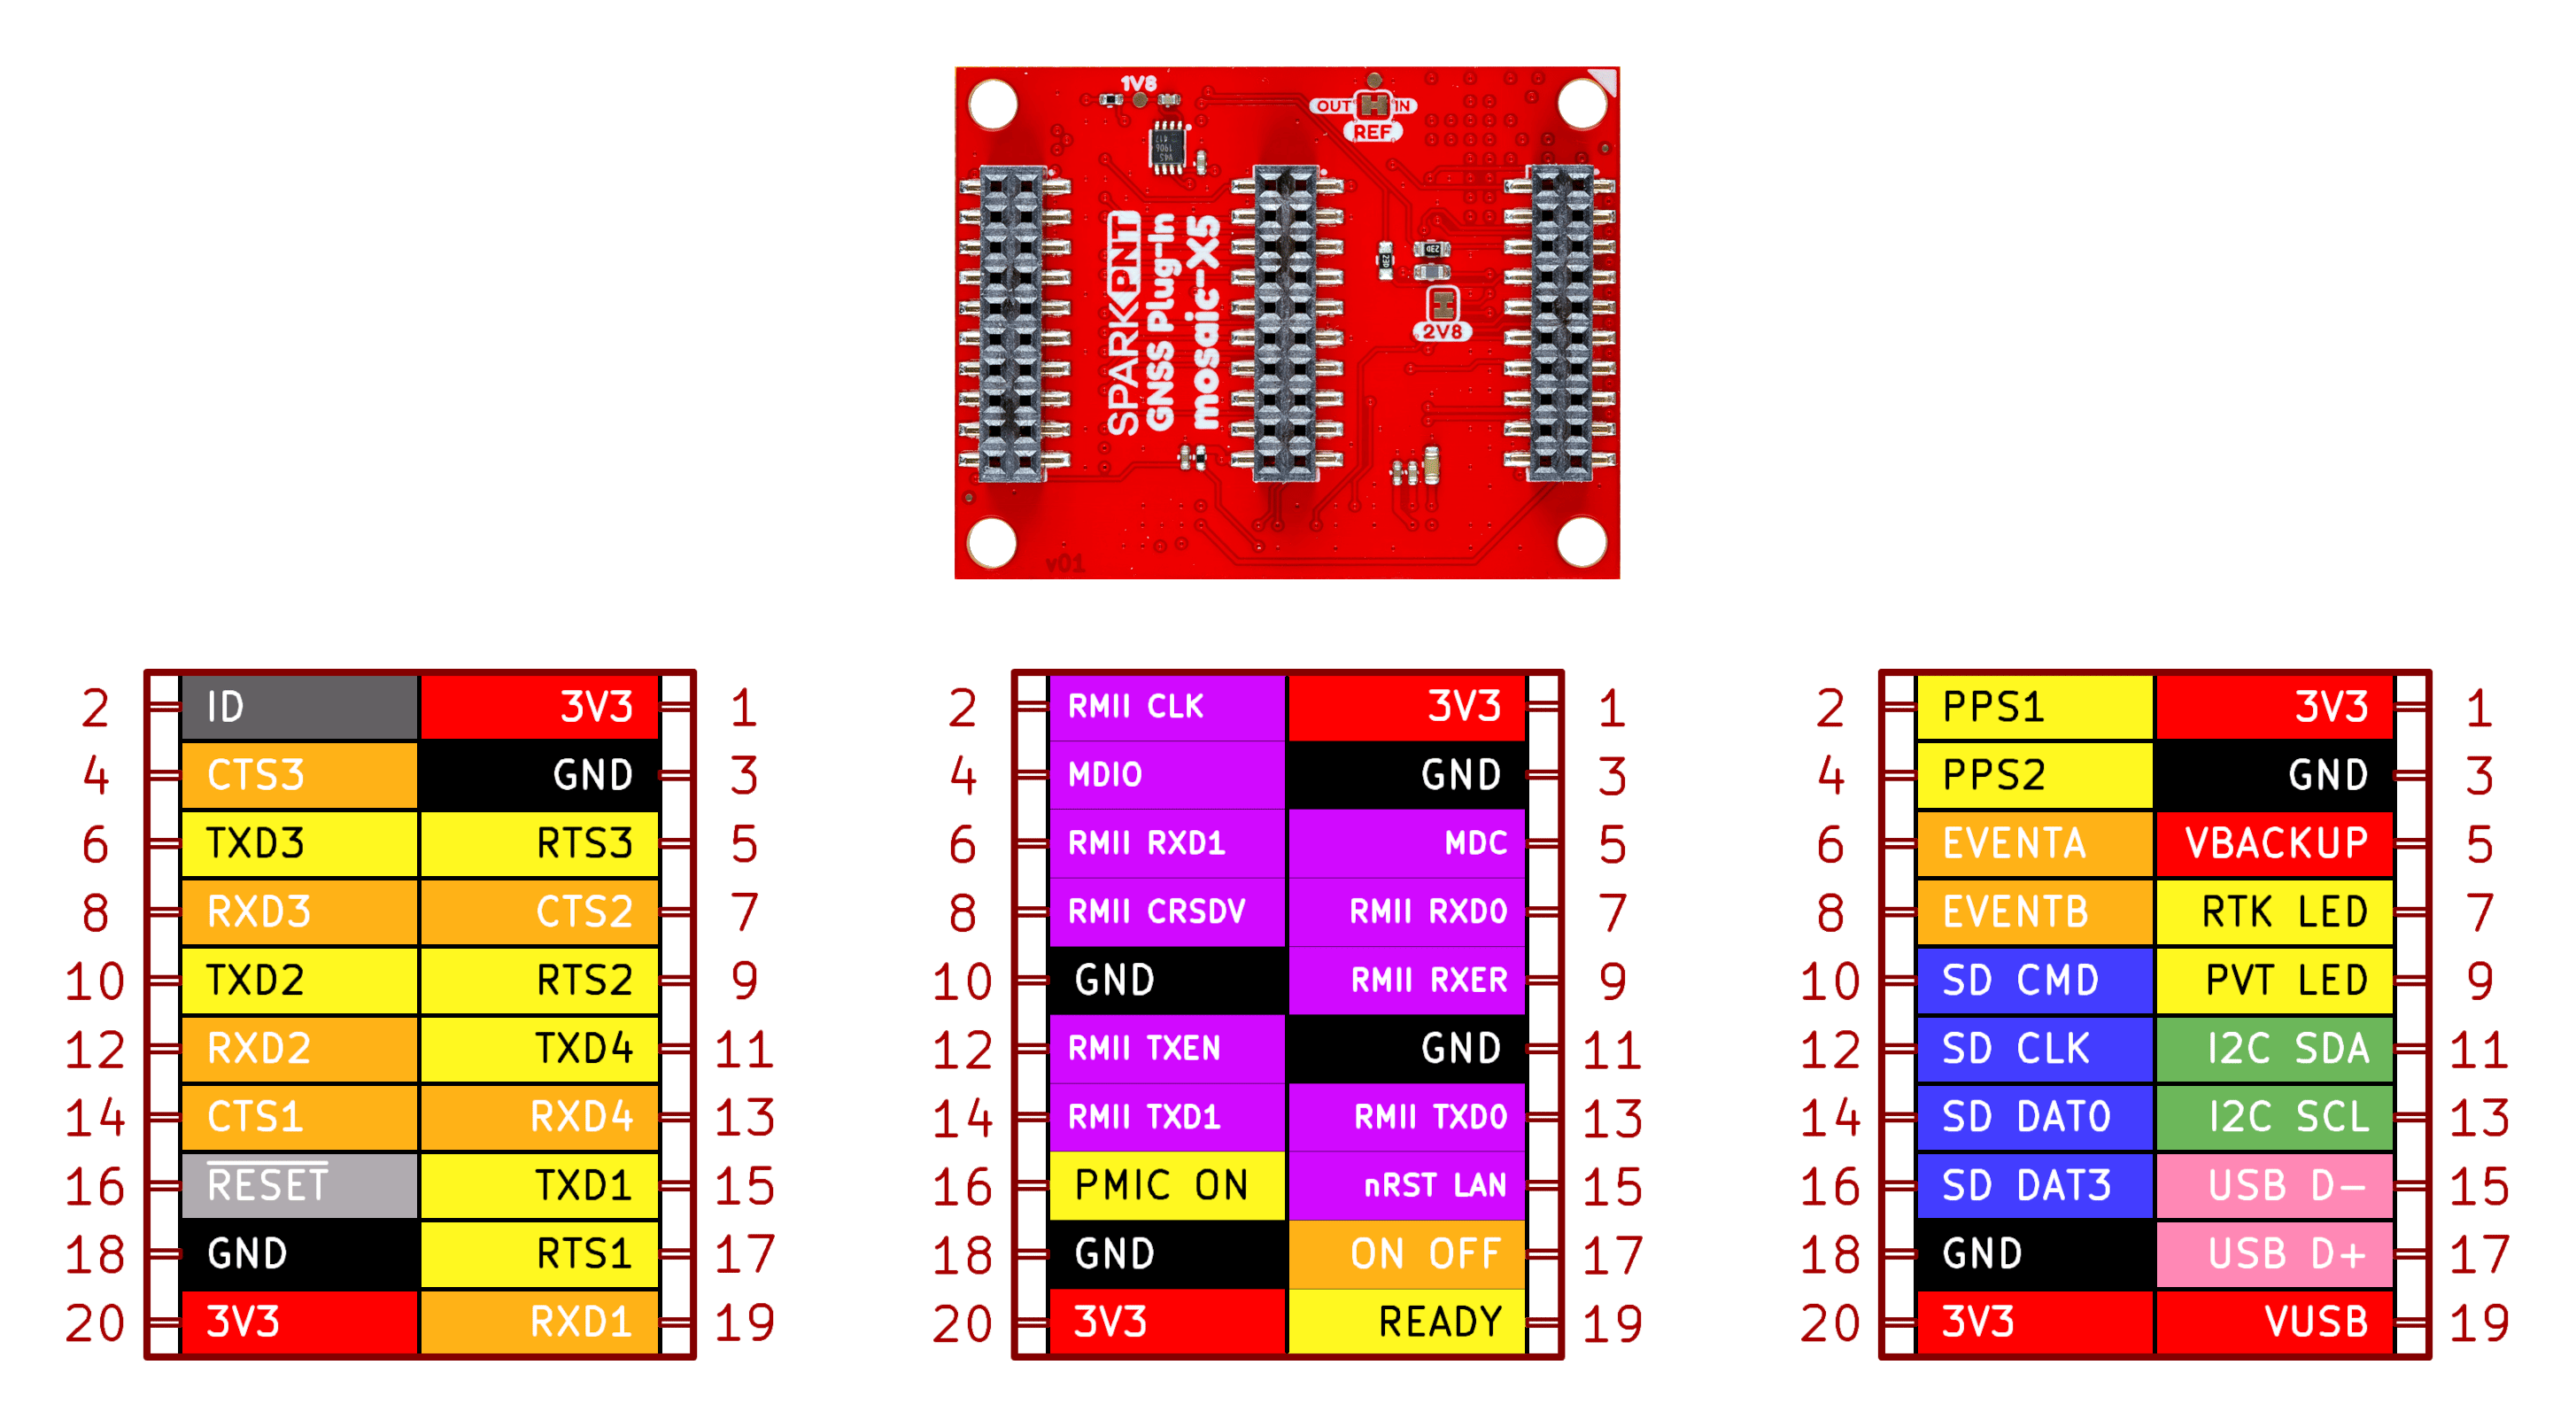 1V8
OUT IN
REF
V4S
1906
617
23D
23D
2V8
SPARKPNT
GNSS Plug-In
mosaic-X5
v01
2 ID 3V3 1
4 CTS3 GND 3
6 TXD3 RTS3 5
8 RXD3 CTS2 7
10 TXD2 RTS2 9
12 RXD2 TXD4 11
14 CTS1 RXD4 13
16 RESET TXD1 15
18 GND RTS1 17
20 3V3 RXD1 19
2 RMII CLK 3V3 1
4 MDIO GND 3
6 RMII RXD1 MDC 5
8 RMII CRSDV RMII RXD0 7
10 GND RMII RXER 9
12 RMII TXEN GND 11
14 RMII TXD1 RMII TXD0 13
16 PMIC ON nRST LAN 15
18 GND ON OFF 17
20 3V3 READY 19
2 PPS1 3V3 1
4 PPS2 GND 3
6 EVENTA VBACKUP 5
8 EVENTB RTK LED 7
10 SD CMD PVT LED 9
12 SD CLK I2C SDA 11
14 SD DAT0 I2C SCL 13
16 SD DAT3 USB D- 15
18 GND USB D+ 17
20 3V3 VUSB 19